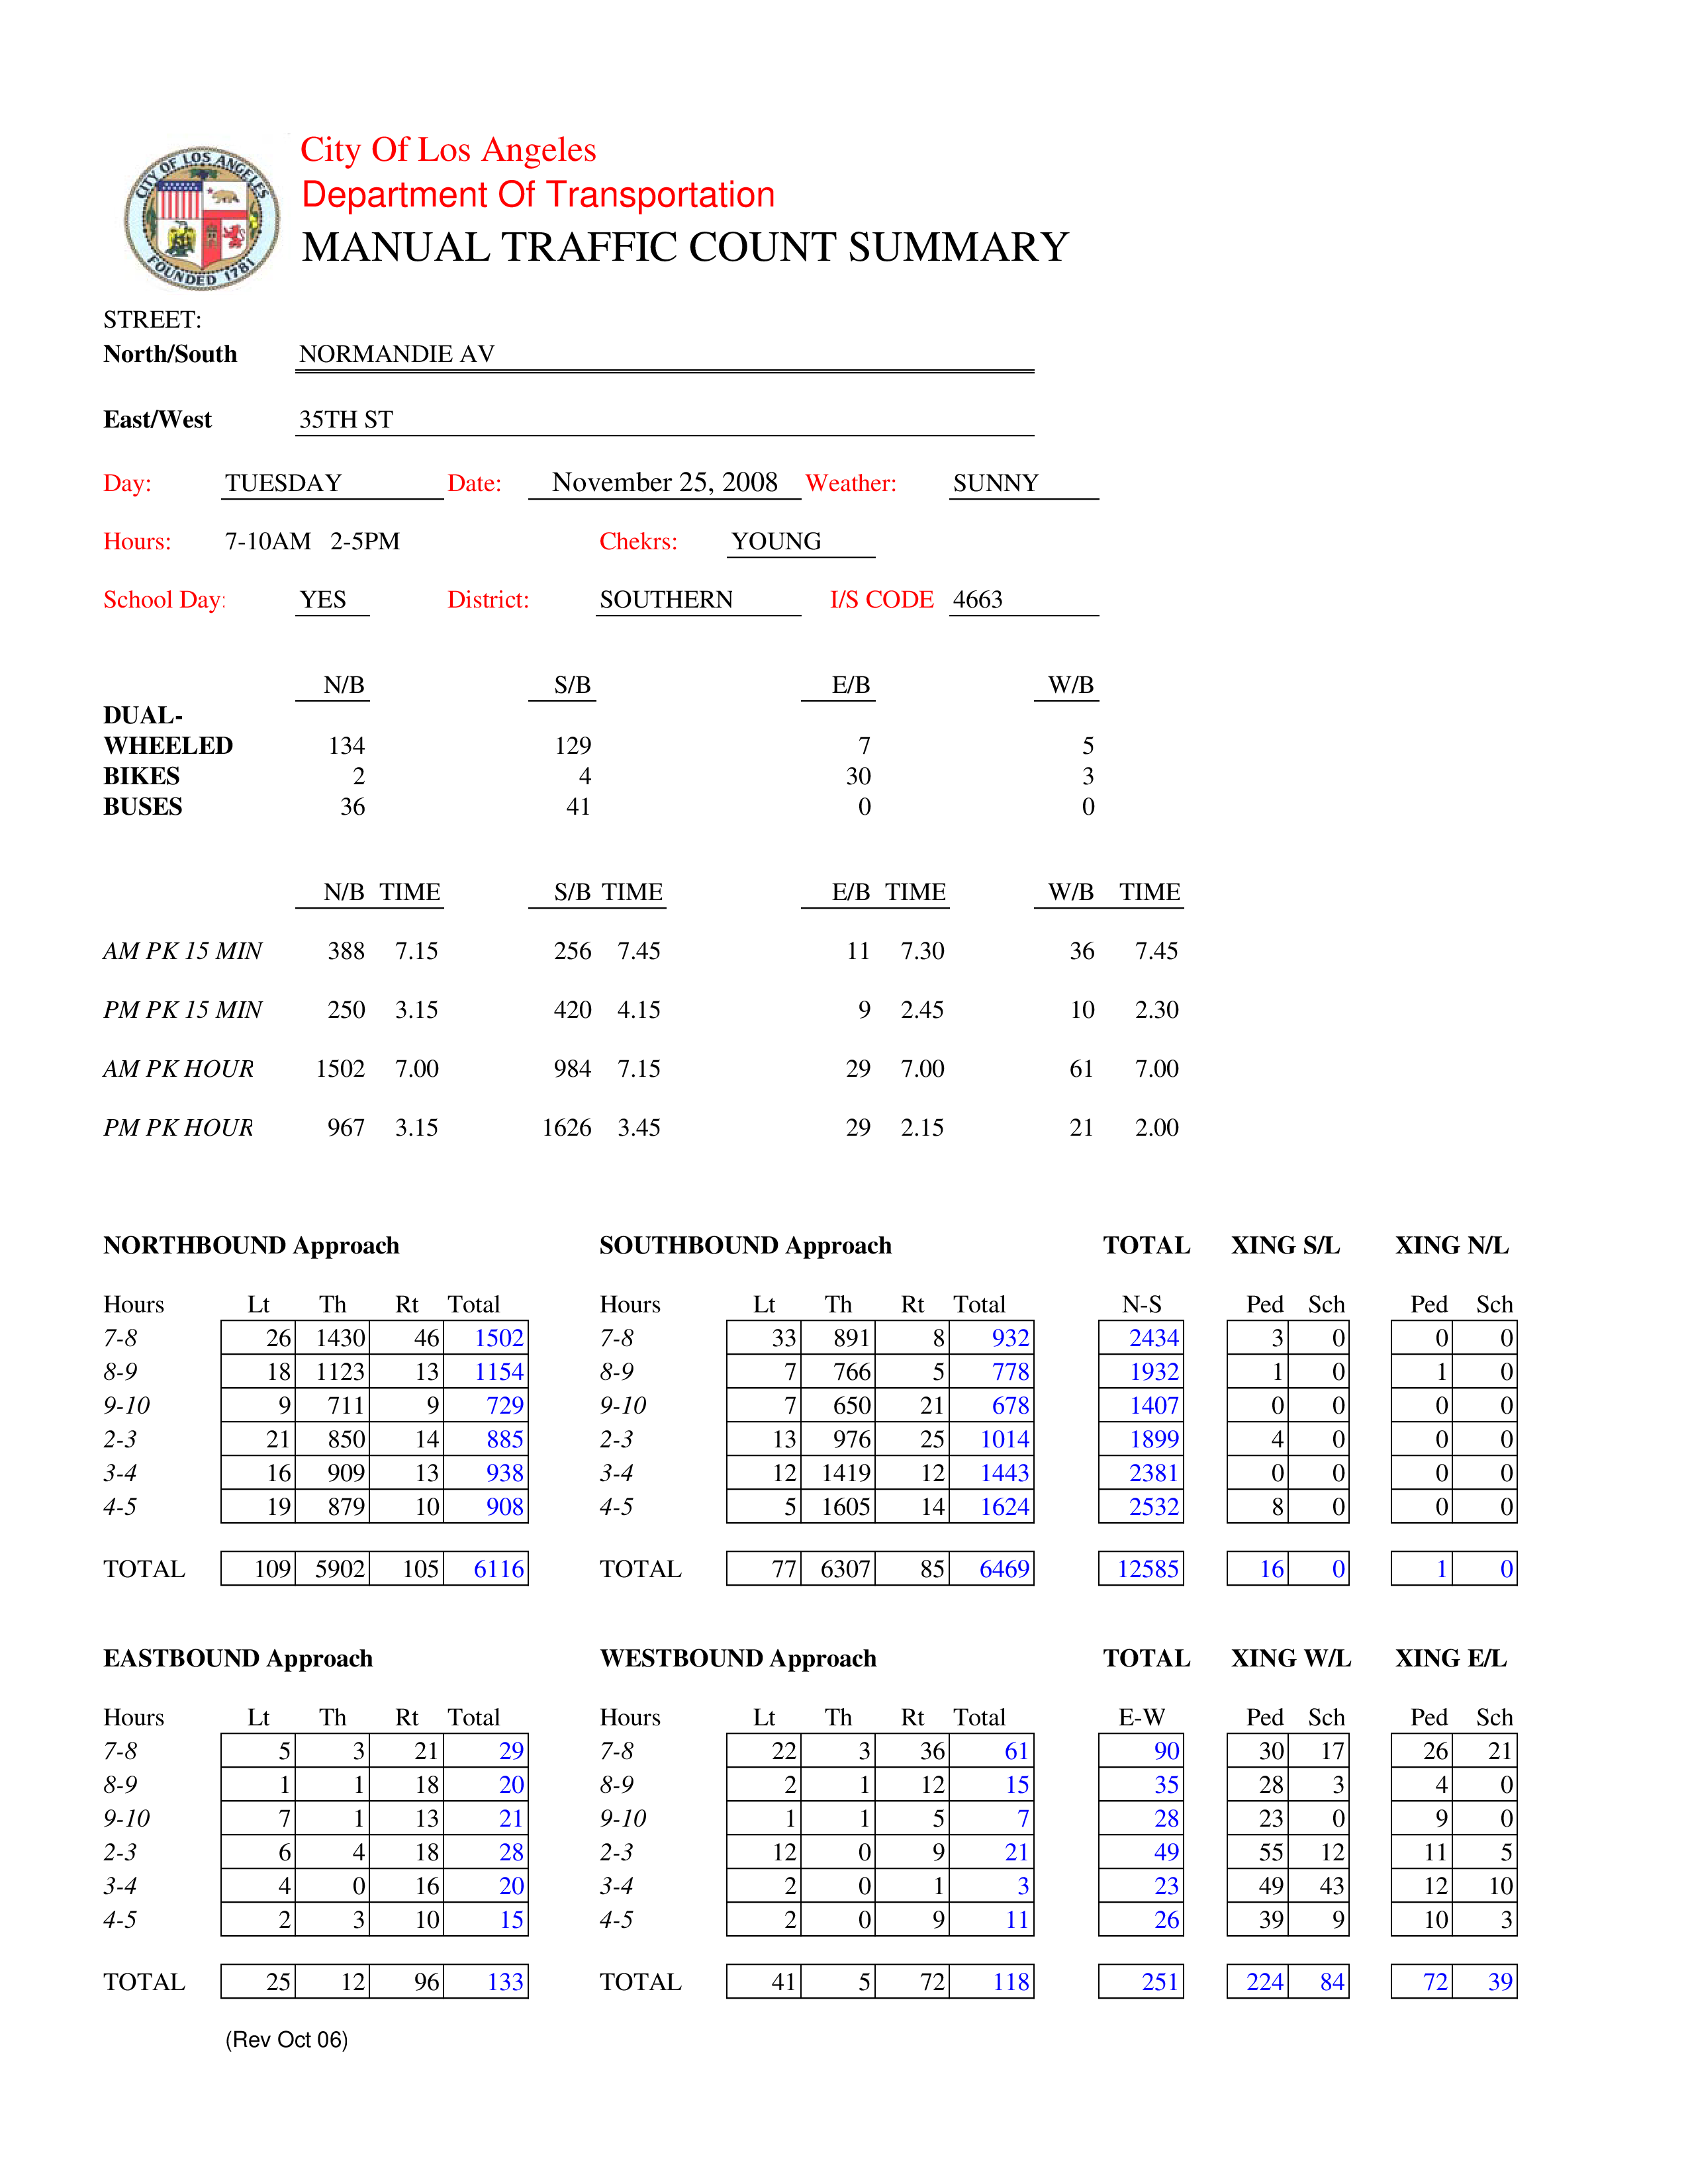 CITY OF LOS ANGELES
FOUNDED 1781
City Of Los Angeles
Department Of Transportation
MANUAL TRAFFIC COUNT SUMMARY
STREET:
North/South NORMANDIE AV
East/West 35TH ST
Day: TUESDAY Date: November 25, 2008 Weather: SUNNY
Hours: 7-10AM 2-5PM Chekrs: YOUNG
School Day: YES District: SOUTHERN I/S CODE 4663
N/B S/B E/B W/B
DUAL-
WHEELED 134 129 7 5
BIKES 2 4 30 3
BUSES 36 41 0 0
N/B TIME S/B TIME E/B TIME W/B TIME
AM PK 15 MIN 388 7.15 256 7.45 11 7.30 36 7.45
PM PK 15 MIN 250 3.15 420 4.15 9 2.45 10 2.30
AM PK HOUR 1502 7.00 984 7.15 29 7.00 61 7.00
PM PK HOUR 967 3.15 1626 3.45 29 2.15 21 2.00
NORTHBOUND Approach SOUTHBOUND Approach TOTAL XING S/L XING N/L
Hours Lt Th Rt Total Hours Lt Th Rt Total N-S Ped Sch Ped Sch
7-8 26 1430 46 1502 7-8 33 891 8 932 2434 3 0 0 0
8-9 18 1123 13 1154 8-9 7 766 5 778 1932 1 0 1 0
9-10 9 711 9 729 9-10 7 650 21 678 1407 0 0 0 0
2-3 21 850 14 885 2-3 13 976 25 1014 1899 4 0 0 0
3-4 16 909 13 938 3-4 12 1419 12 1443 2381 0 0 0 0
4-5 19 879 10 908 4-5 5 1605 14 1624 2532 8 0 0 0
TOTAL 109 5902 105 6116 TOTAL 77 6307 85 6469 12585 16 0 1 0
EASTBOUND Approach WESTBOUND Approach TOTAL XING W/L XING E/L
Hours Lt Th Rt Total Hours Lt Th Rt Total E-W Ped Sch Ped Sch
7-8 5 3 21 29 7-8 22 3 36 61 90 30 17 26 21
8-9 1 1 18 20 8-9 2 1 12 15 35 28 3 4 0
9-10 7 1 13 21 9-10 1 1 5 7 28 23 0 9 0
2-3 6 4 18 28 2-3 12 0 9 21 49 55 12 11 5
3-4 4 0 16 20 3-4 2 0 1 3 23 49 43 12 10
4-5 2 3 10 15 4-5 2 0 9 11 26 39 9 10 3
TOTAL 25 12 96 133 TOTAL 41 5 72 118 251 224 84 72 39
(Rev Oct 06)